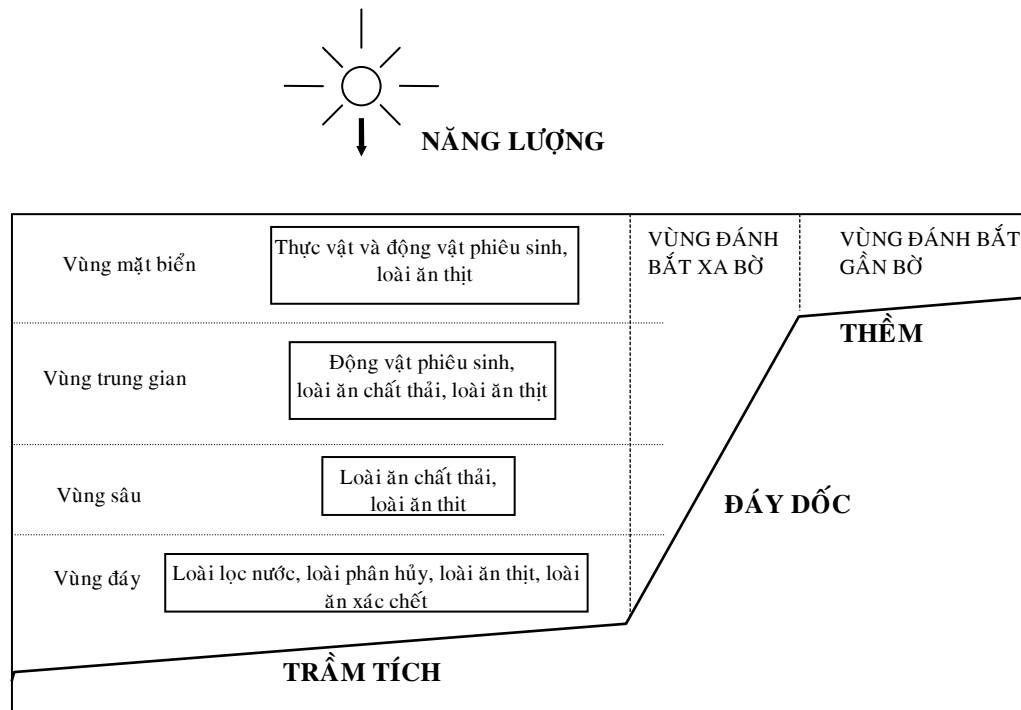 NĂNG LƯỢNG
Vùng mặt biển
Thực vật và động vật phiêu sinh,
loài ăn thịt
VÙNG ĐÁNH
BẮT XA BỜ
VÙNG ĐÁNH BẮT
GẦN BỜ
THỀM
Vùng trung gian
Động vật phiêu sinh,
loài ăn chất thải, loài ăn thịt
Vùng sâu
Loài ăn chất thải,
loài ăn thit
ĐÁY DỐC
Vùng đáy
Loài lọc nước, loài phân hủy, loài ăn thịt, loài
ăn xác chết
TRẦM TÍCH